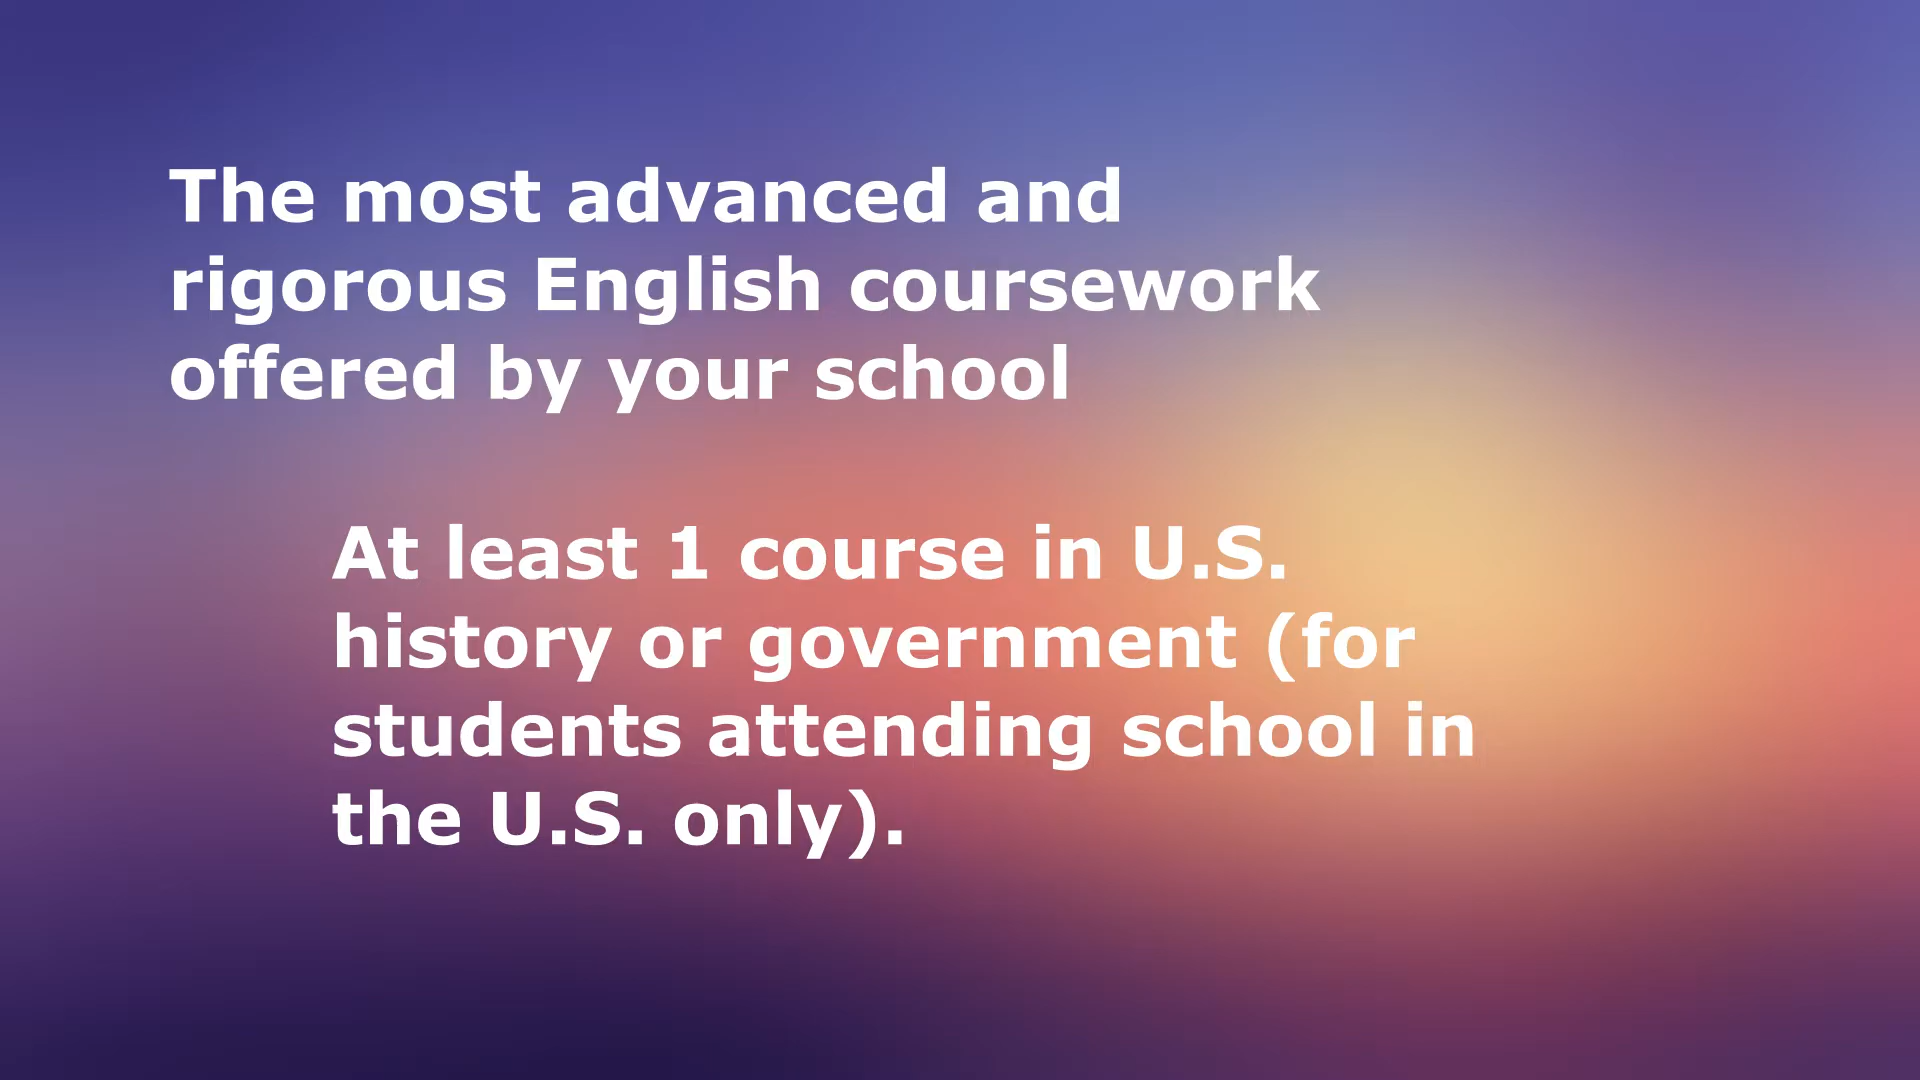 The most advanced and
rigorous English coursework
offered by your school
At least 1 course in U.S.
history or government (for
students attending school in
the U.S. only).